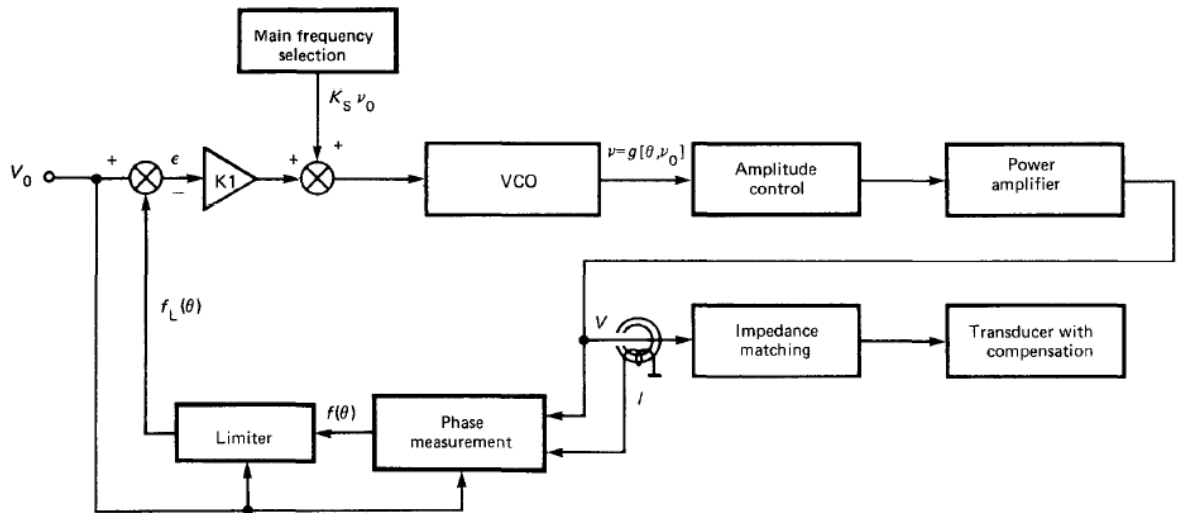 Main frequency
selection
K_S ν_0
V_0
+
ϵ
−
K1
+
+
VCO
ν=g[θ,ν_0]
Amplitude
control
Power
amplifier
f_L(θ)
V
I
Impedance
matching
Transducer with
compensation
Limiter
f(θ)
Phase
measurement